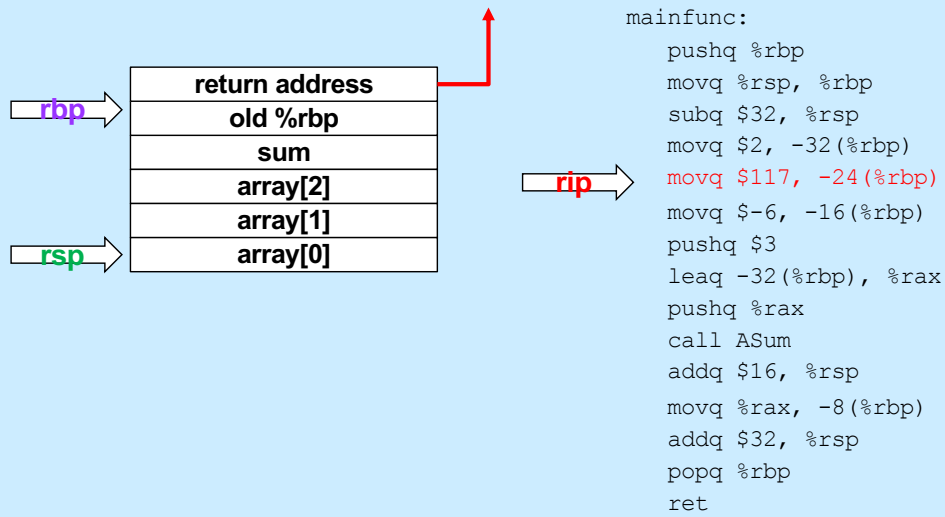 return address
rbp
old %rbp
sum
array[2]
array[1]
rsp
array[0]
rip
mainfunc:
pushq %rbp
movq %rsp, %rbp
subq $32, %rsp
movq $2, -32(%rbp)
movq $117, -24(%rbp)
movq $-6, -16(%rbp)
pushq $3
leaq -32(%rbp), %rax
pushq %rax
call ASum
addq $16, %rsp
movq %rax, -8(%rbp)
addq $32, %rsp
popq %rbp
ret